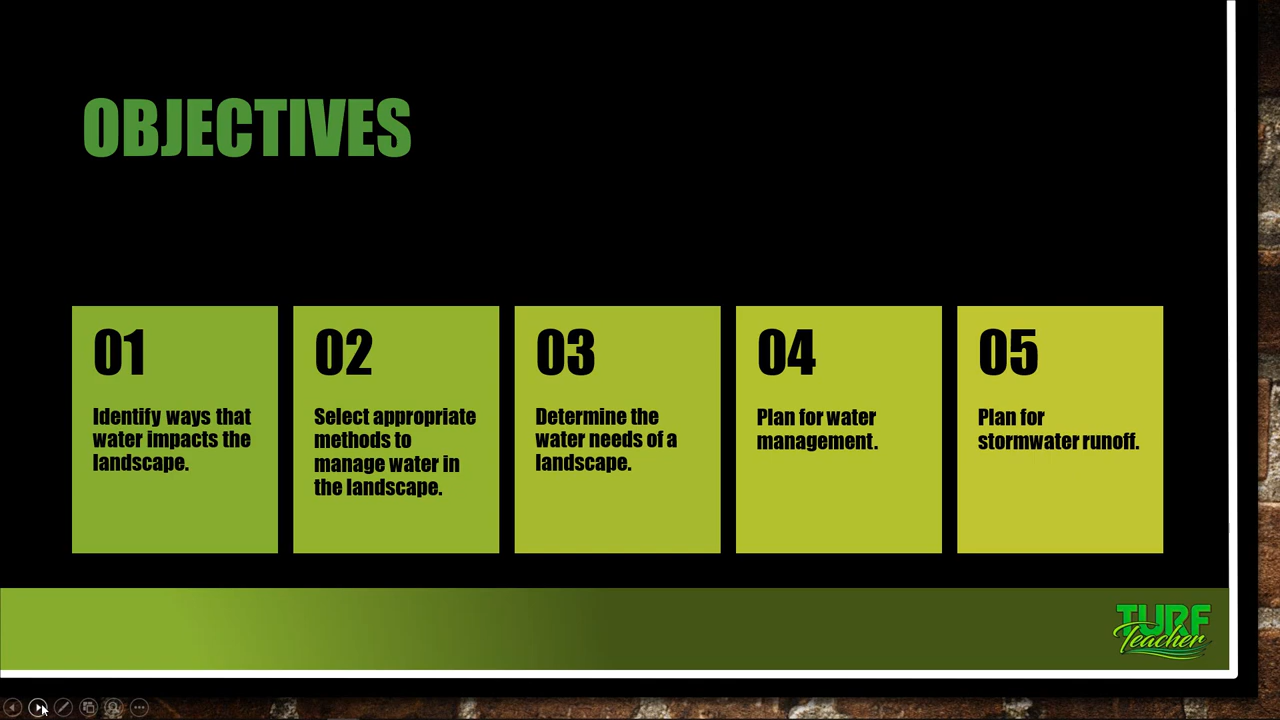 OBJECTIVES
01
Identify ways that
water impacts the
landscape.
02
Select appropriate
methods to
manage water in
the landscape.
03
Determine the
water needs of a
landscape.
04
Plan for water
management.
05
Plan for
stormwater runoff.
TURF
Teacher